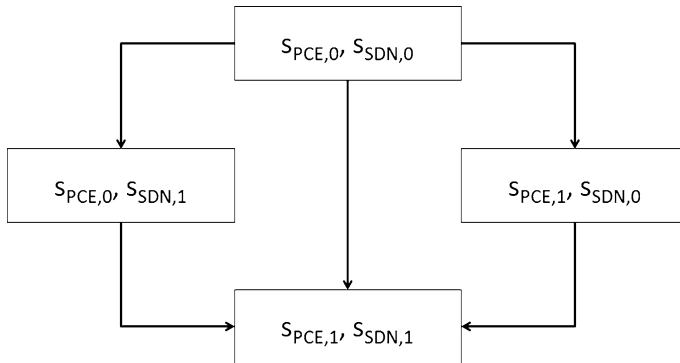 S_PCE,0, S_SDN,0
S_PCE,0, S_SDN,1
S_PCE,1, S_SDN,0
S_PCE,1, S_SDN,1